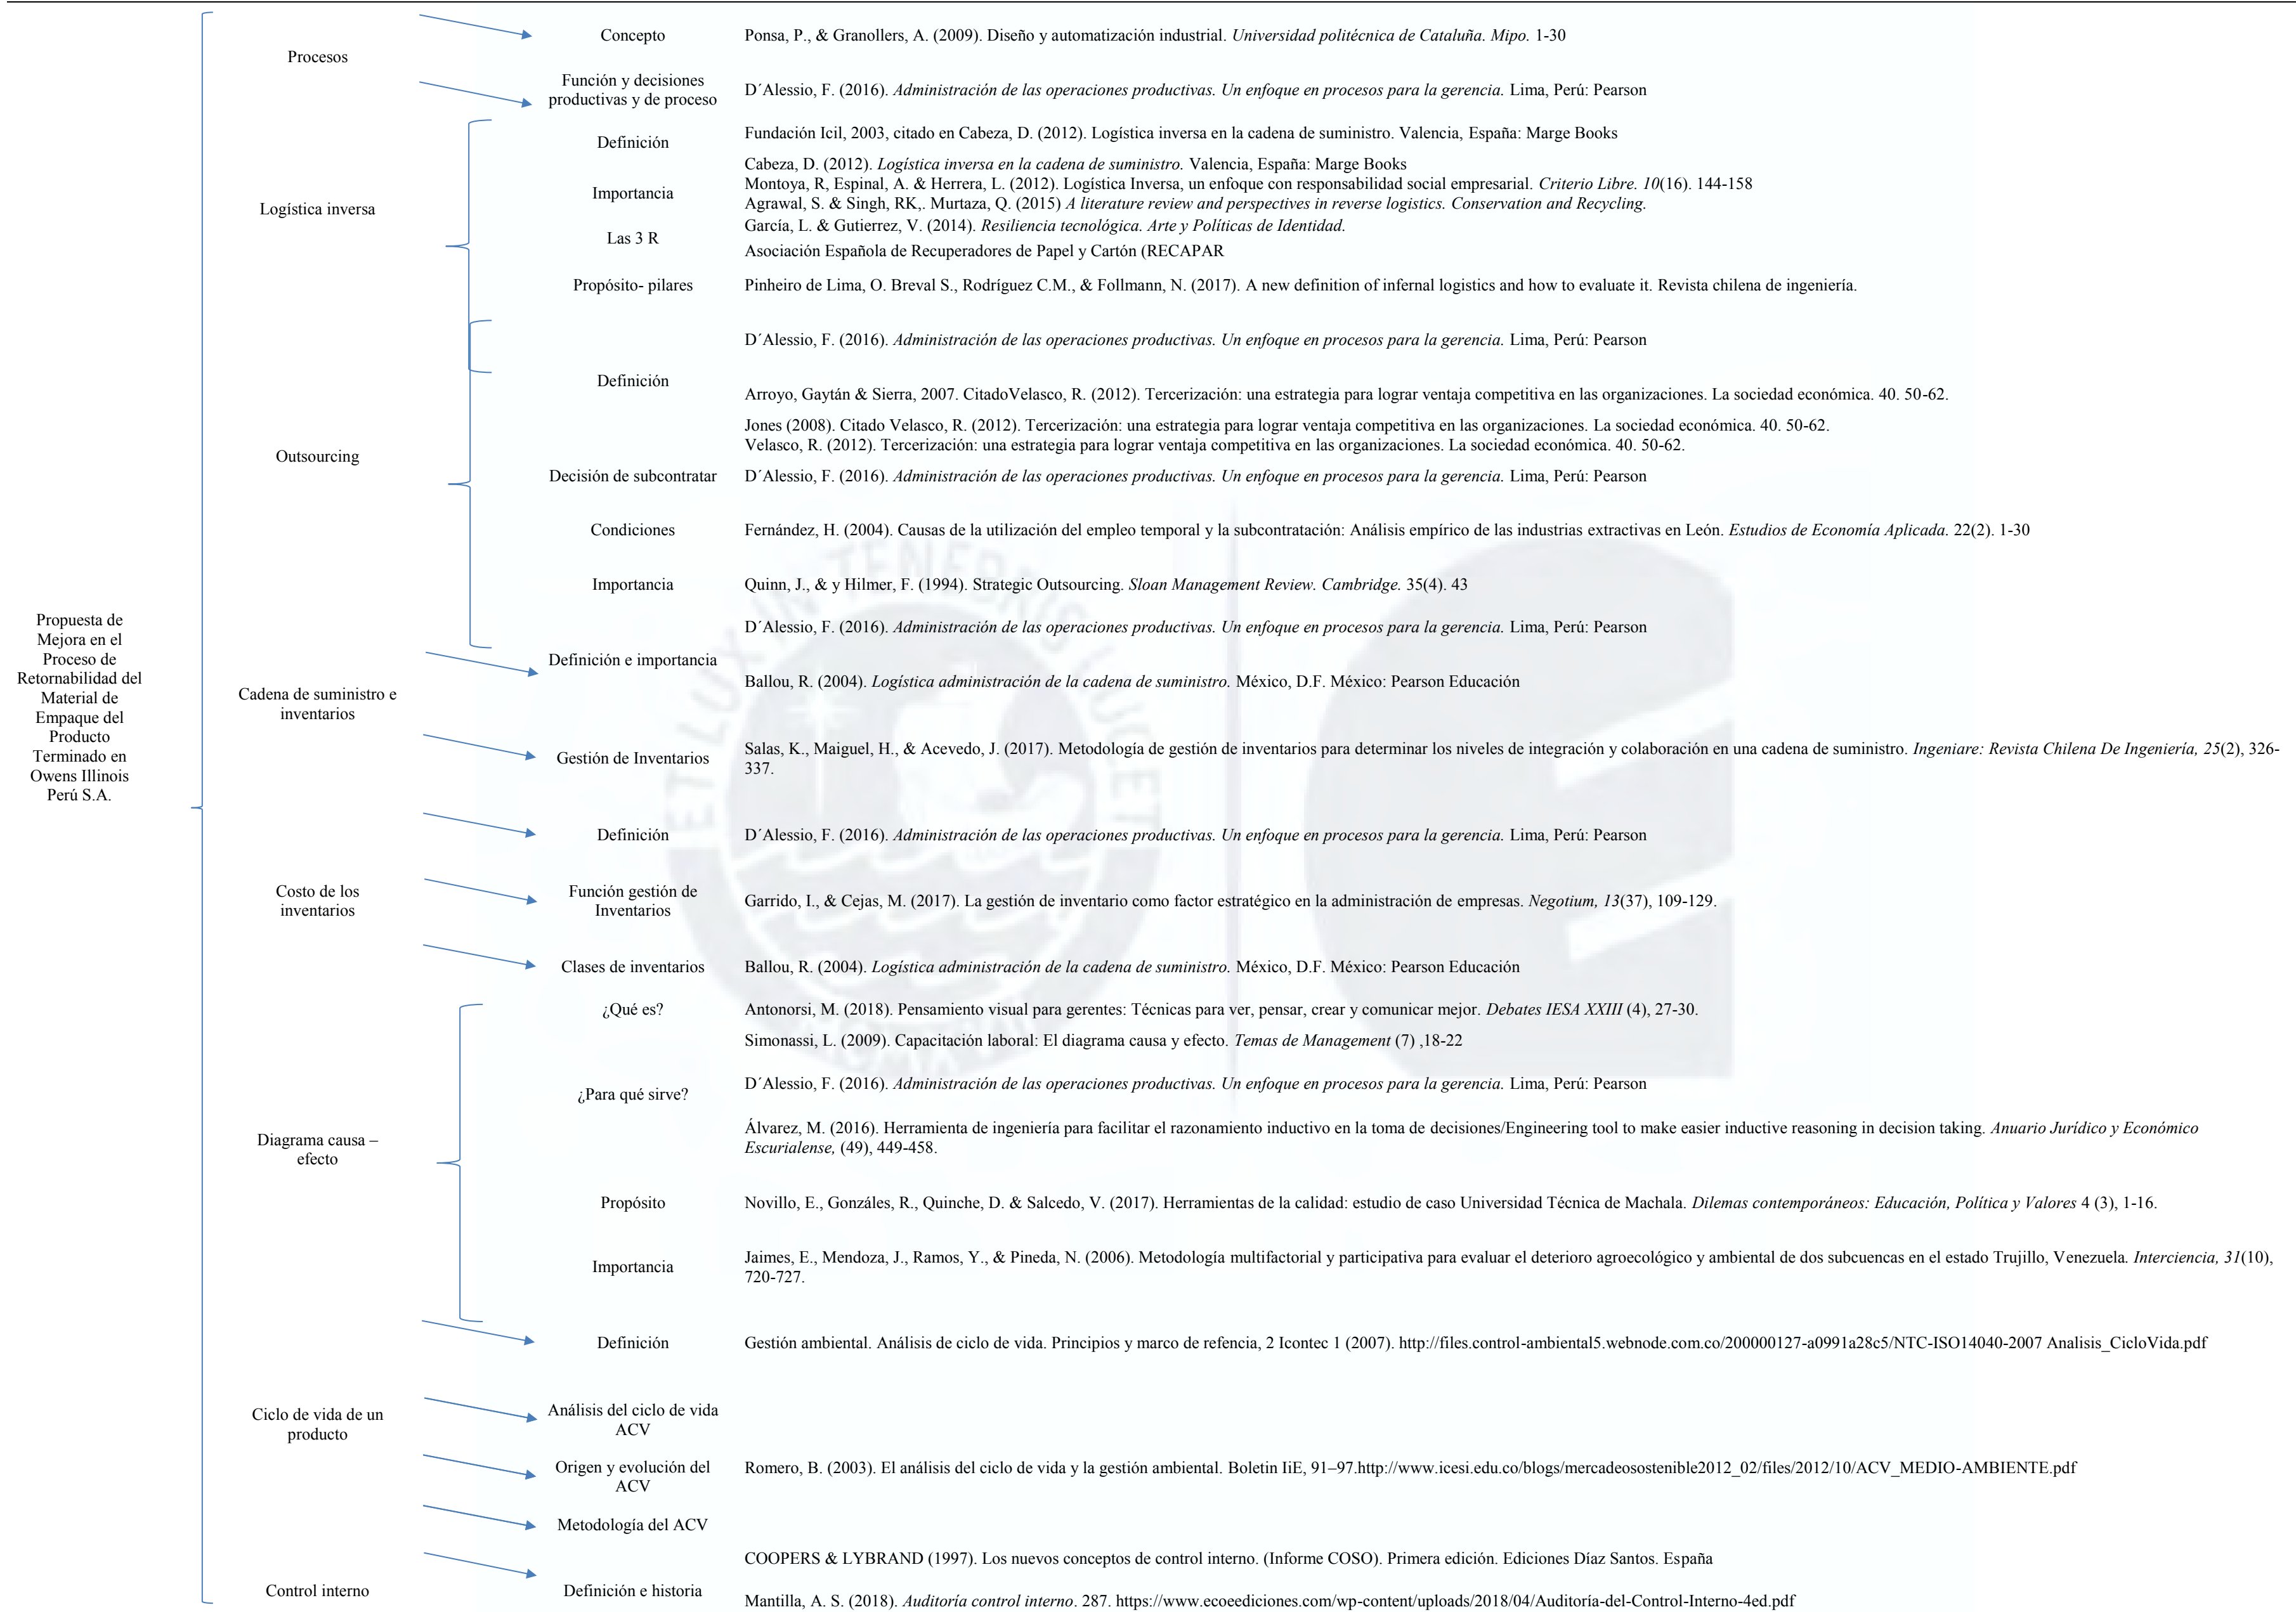 Propuesta de
Mejora en el
Proceso de
Retornabilidad del
Material de
Empaque del
Producto
Terminado en
Owens Illinois
Perú S.A.
Procesos
Concepto
Ponsa, P., & Granollers, A. (2009). Diseño y automatización industrial. Universidad politécnica de Cataluña. Mipo. 1-30
Función y decisiones
productivas y de proceso
D´Alessio, F. (2016). Administración de las operaciones productivas. Un enfoque en procesos para la gerencia. Lima, Perú: Pearson
Logística inversa
Definición
Fundación Icil, 2003, citado en Cabeza, D. (2012). Logística inversa en la cadena de suministro. Valencia, España: Marge Books
Cabeza, D. (2012). Logística inversa en la cadena de suministro. Valencia, España: Marge Books
Importancia
Montoya, R, Espinal, A. & Herrera, L. (2012). Logística Inversa, un enfoque con responsabilidad social empresarial. Criterio Libre. 10(16). 144-158
Agrawal, S. & Singh, RK,. Murtaza, Q. (2015) A literature review and perspectives in reverse logistics. Conservation and Recycling.
Las 3 R
García, L. & Gutierrez, V. (2014). Resiliencia tecnológica. Arte y Políticas de Identidad.
Asociación Española de Recuperadores de Papel y Cartón (RECAPAR
Propósito- pilares
Pinheiro de Lima, O. Breval S., Rodríguez C.M., & Follmann, N. (2017). A new definition of infernal logistics and how to evaluate it. Revista chilena de ingeniería.
Outsourcing
Definición
D´Alessio, F. (2016). Administración de las operaciones productivas. Un enfoque en procesos para la gerencia. Lima, Perú: Pearson
Arroyo, Gaytán & Sierra, 2007. CitadoVelasco, R. (2012). Tercerización: una estrategia para lograr ventaja competitiva en las organizaciones. La sociedad económica. 40. 50-62.
Jones (2008). Citado Velasco, R. (2012). Tercerización: una estrategia para lograr ventaja competitiva en las organizaciones. La sociedad económica. 40. 50-62.
Velasco, R. (2012). Tercerización: una estrategia para lograr ventaja competitiva en las organizaciones. La sociedad económica. 40. 50-62.
Decisión de subcontratar
D´Alessio, F. (2016). Administración de las operaciones productivas. Un enfoque en procesos para la gerencia. Lima, Perú: Pearson
Condiciones
Fernández, H. (2004). Causas de la utilización del empleo temporal y la subcontratación: Análisis empírico de las industrias extractivas en León. Estudios de Economía Aplicada. 22(2). 1-30
Importancia
Quinn, J., & y Hilmer, F. (1994). Strategic Outsourcing. Sloan Management Review. Cambridge. 35(4). 43
Cadena de suministro e
inventarios
Definición e importancia
D´Alessio, F. (2016). Administración de las operaciones productivas. Un enfoque en procesos para la gerencia. Lima, Perú: Pearson
Ballou, R. (2004). Logística administración de la cadena de suministro. México, D.F. México: Pearson Educación
Gestión de Inventarios
Salas, K., Maiguel, H., & Acevedo, J. (2017). Metodología de gestión de inventarios para determinar los niveles de integración y colaboración en una cadena de suministro. Ingeniare: Revista Chilena De Ingeniería, 25(2), 326-
337.
Costo de los
inventarios
Definición
D´Alessio, F. (2016). Administración de las operaciones productivas. Un enfoque en procesos para la gerencia. Lima, Perú: Pearson
Función gestión de
Inventarios
Garrido, I., & Cejas, M. (2017). La gestión de inventario como factor estratégico en la administración de empresas. Negotium, 13(37), 109-129.
Clases de inventarios
Ballou, R. (2004). Logística administración de la cadena de suministro. México, D.F. México: Pearson Educación
Diagrama causa –
efecto
¿Qué es?
Antonorsi, M. (2018). Pensamiento visual para gerentes: Técnicas para ver, pensar, crear y comunicar mejor. Debates IESA XXIII (4), 27-30.
Simonassi, L. (2009). Capacitación laboral: El diagrama causa y efecto. Temas de Management (7) ,18-22
¿Para qué sirve?
D´Alessio, F. (2016). Administración de las operaciones productivas. Un enfoque en procesos para la gerencia. Lima, Perú: Pearson
Álvarez, M. (2016). Herramienta de ingeniería para facilitar el razonamiento inductivo en la toma de decisiones/Engineering tool to make easier inductive reasoning in decision taking. Anuario Jurídico y Económico
Escurialense, (49), 449-458.
Propósito
Novillo, E., Gonzáles, R., Quinche, D. & Salcedo, V. (2017). Herramientas de la calidad: estudio de caso Universidad Técnica de Machala. Dilemas contemporáneos: Educación, Política y Valores 4 (3), 1-16.
Importancia
Jaimes, E., Mendoza, J., Ramos, Y., & Pineda, N. (2006). Metodología multifactorial y participativa para evaluar el deterioro agroecológico y ambiental de dos subcuencas en el estado Trujillo, Venezuela. Interciencia, 31(10),
720-727.
Ciclo de vida de un
producto
Definición
Gestión ambiental. Análisis de ciclo de vida. Principios y marco de refencia, 2 Icontec 1 (2007). http://files.control-ambiental5.webnode.com.co/200000127-a0991a28c5/NTC-ISO14040-2007 Analisis_CicloVida.pdf
Análisis del ciclo de vida
ACV
Origen y evolución del
ACV
Romero, B. (2003). El análisis del ciclo de vida y la gestión ambiental. Boletin IiE, 91–97.http://www.icesi.edu.co/blogs/mercadeosostenible2012_02/files/2012/10/ACV_MEDIO-AMBIENTE.pdf
Metodología del ACV
Control interno
Definición e historia
COOPERS & LYBRAND (1997). Los nuevos conceptos de control interno. (Informe COSO). Primera edición. Ediciones Díaz Santos. España
Mantilla, A. S. (2018). Auditoría control interno. 287. https://www.ecoeediciones.com/wp-content/uploads/2018/04/Auditoría-del-Control-Interno-4ed.pdf
ET LUX IN TENEBRIS LUCET